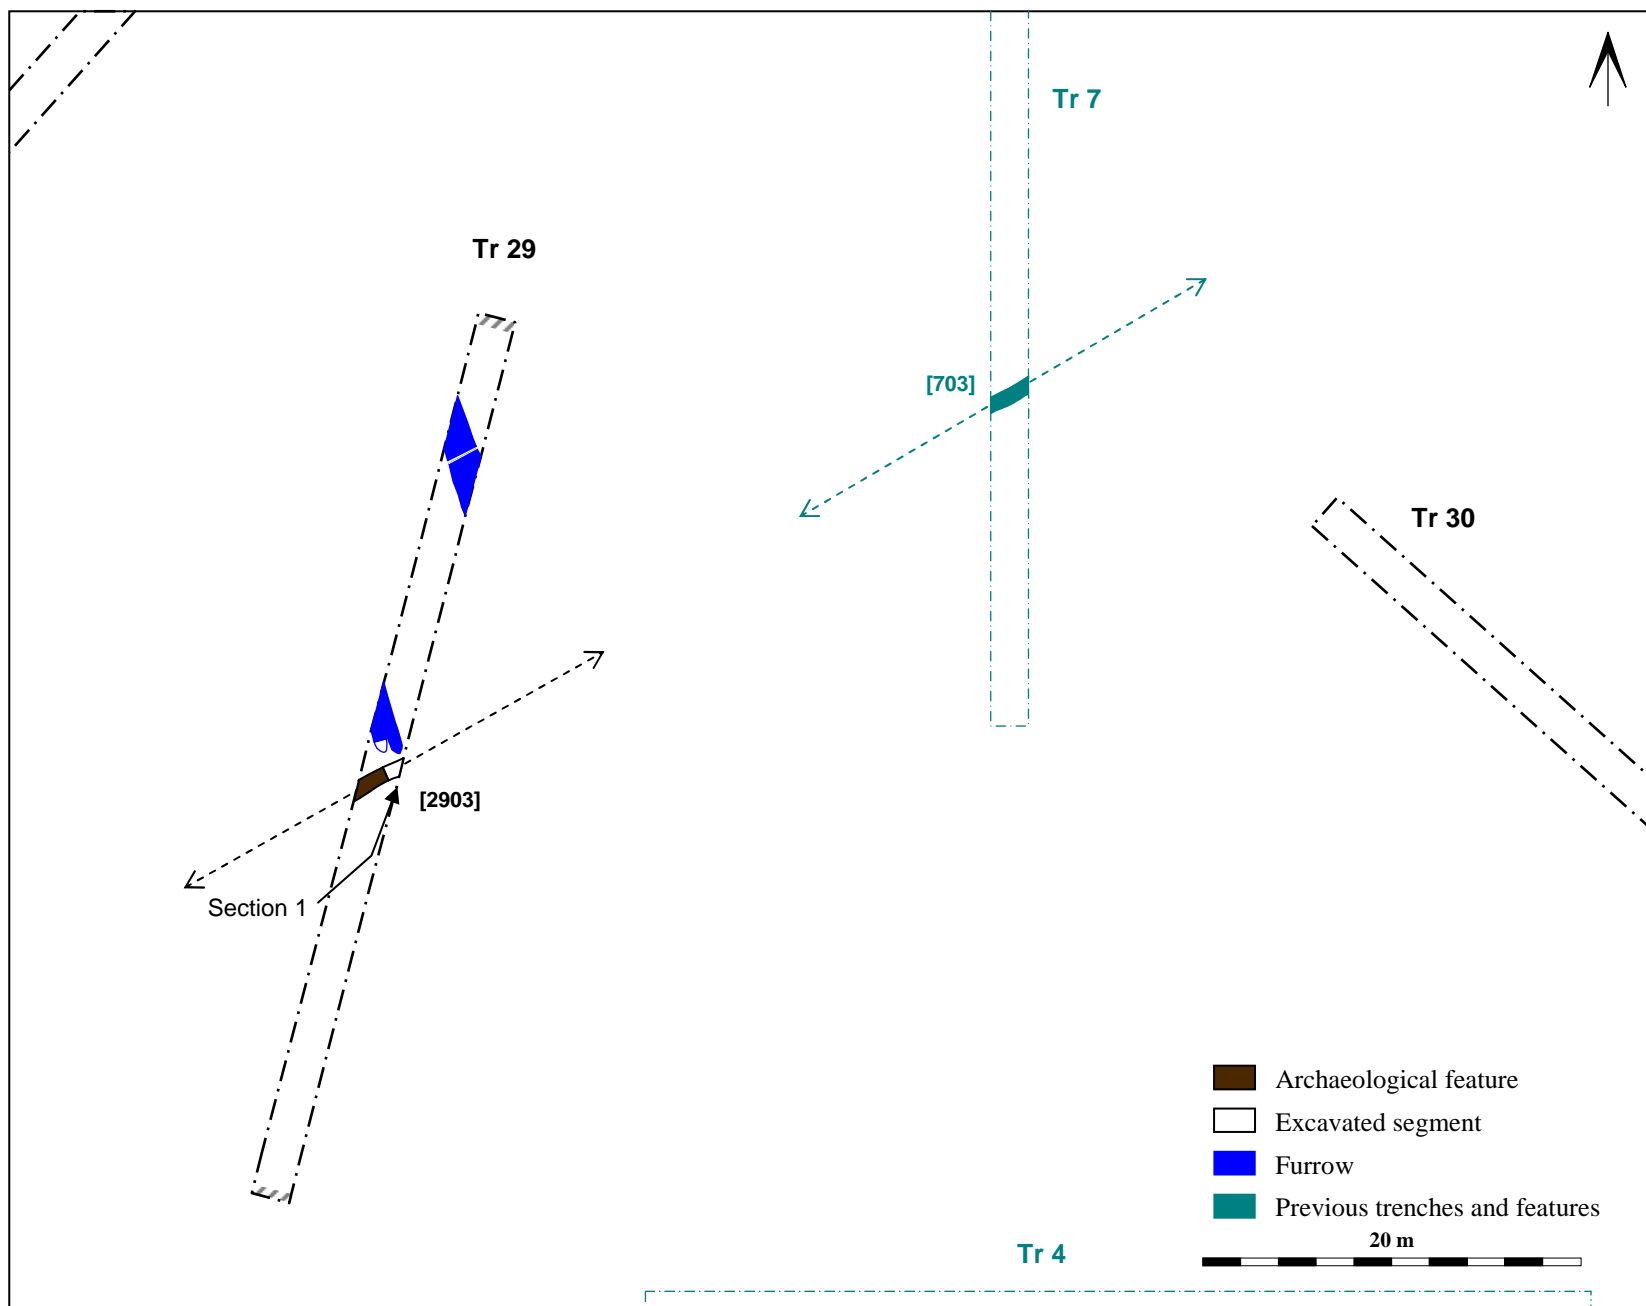 Tr 7
Tr 29
[703]
Tr 30
[2903]
Section 1
Archaeological feature
Excavated segment
Furrow
Previous trenches and features
20 m
Tr 4